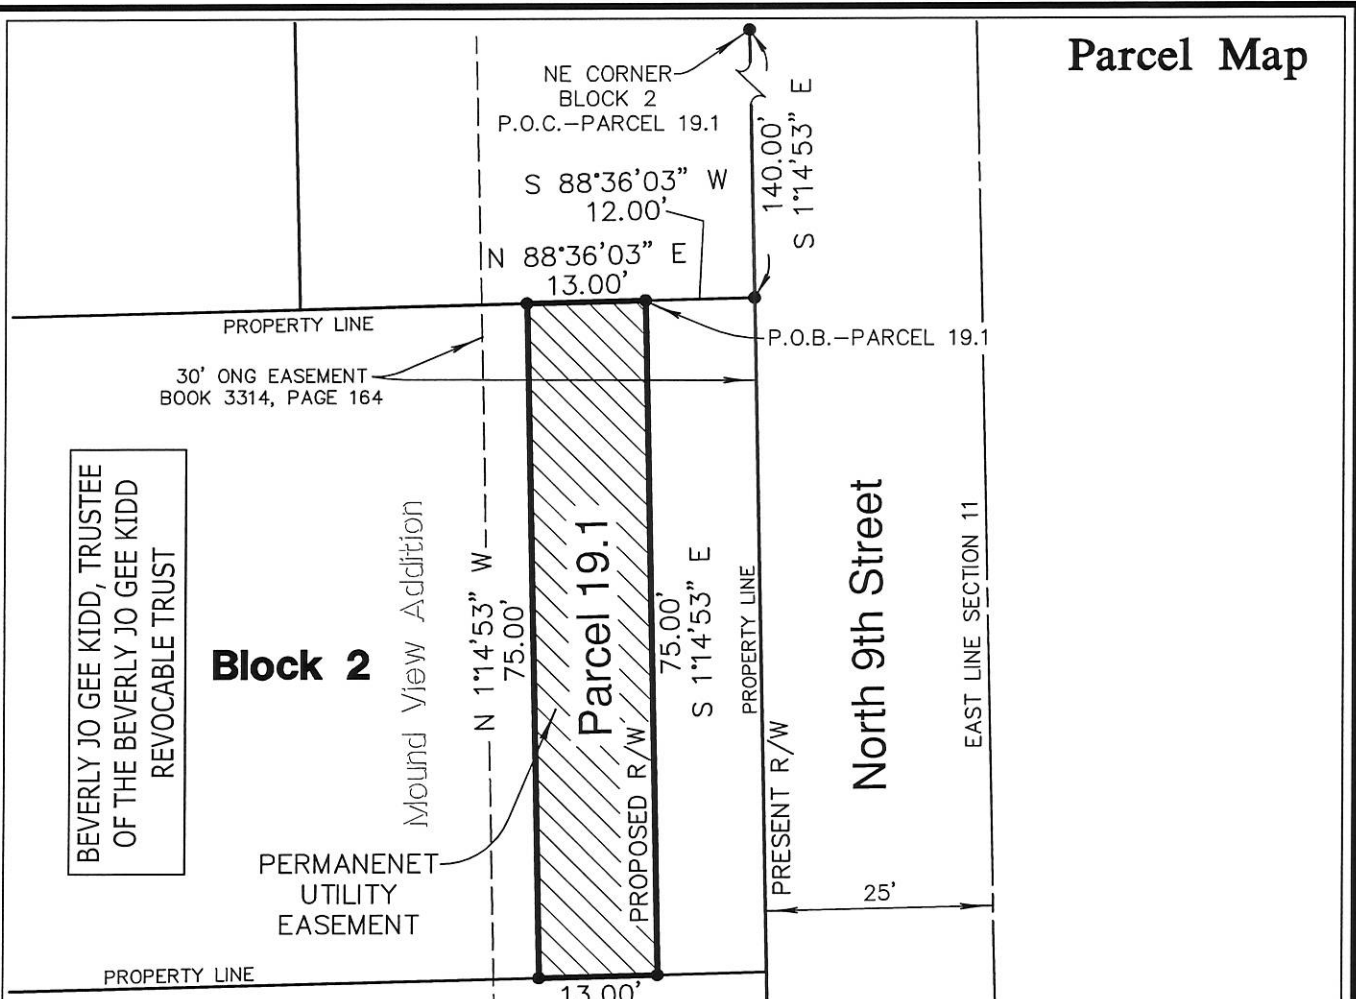 Parcel Map
NE CORNER
BLOCK 2
P.O.C.-PARCEL 19.1
140.00'
S 1°14'53" E
S 88°36'03" W
12.00'
N 88°36'03" E
13.00'
PROPERTY LINE
P.O.B.-PARCEL 19.1
30' ONG EASEMENT
BOOK 3314, PAGE 164
BEVERLY JO GEE KIDD, TRUSTEE
OF THE BEVERLY JO GEE KIDD
REVOCABLE TRUST
Block 2
Mound View Addition
N 1°14'53" W
75.00'
Parcel 19.1
PROPOSED R/W
75.00'
S 1°14'53" E
PROPERTY LINE
PRESENT R/W
North 9th Street
EAST LINE SECTION 11
25'
PERMANENET
UTILITY
EASEMENT
PROPERTY LINE
13.00'